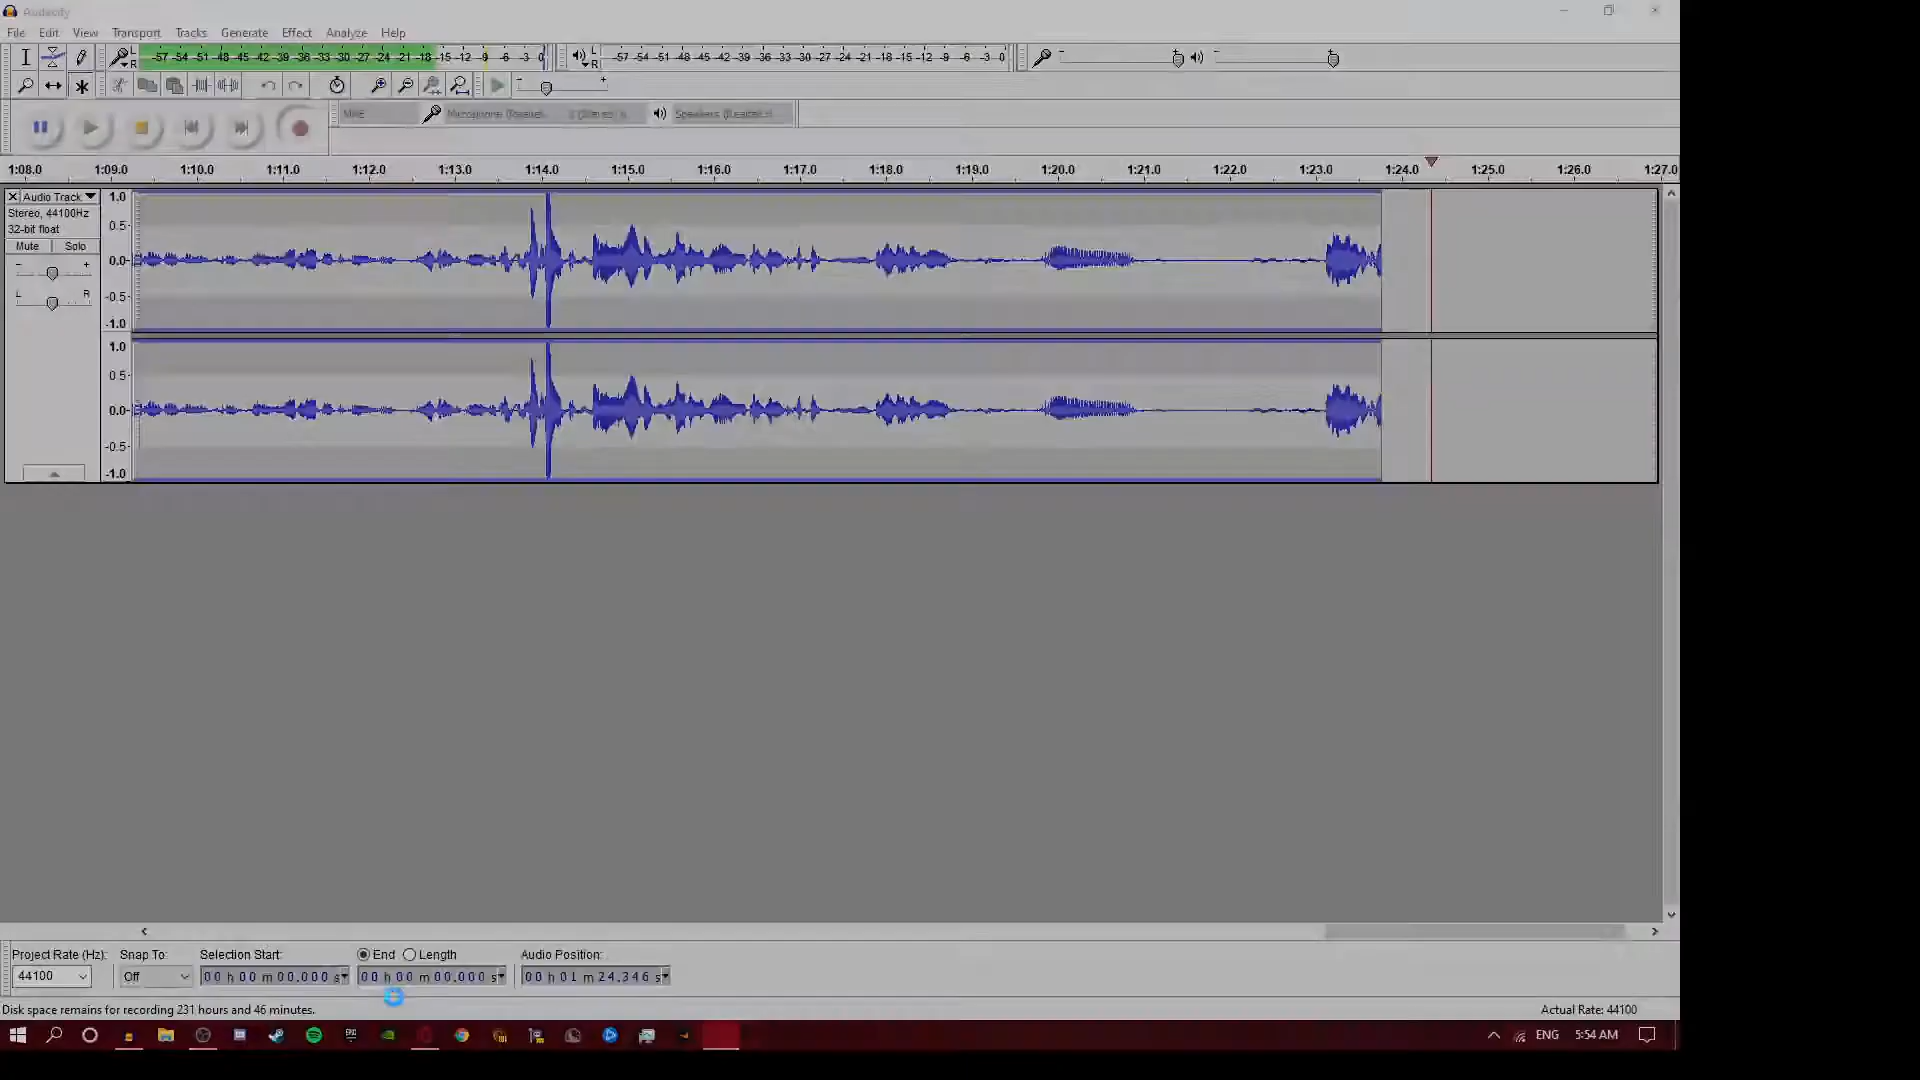 Audacity
File Edit View Transport Tracks Generate Effect Analyze Help
L R -57 -54 -51 -48 -45 -42 -39 -36 -33 -30 -27 -24 -21 -18 -15 -12 -9 -6 -3 0 L R -57 -54 -51 -48 -45 -42 -39 -36 -33 -30 -27 -24 -21 -18 -15 -12 -9 -6 -3 0 - + - +
- +
MME Microphone (Realtek 2 (Stereo) Speakers (Realtek
1:08.0 1:09.0 1:10.0 1:11.0 1:12.0 1:13.0 1:14.0 1:15.0 1:16.0 1:17.0 1:18.0 1:19.0 1:20.0 1:21.0 1:22.0 1:23.0 1:24.0 1:25.0 1:26.0 1:27.0
Audio Track 1.0
Stereo, 44100Hz
32-bit float 0.5-
Mute Solo
- + 0.0-
L R -0.5-
-1.0
1.0
0.5-
0.0-
-0.5-
-1.0
Project Rate (Hz): Snap To: Selection Start: End Length Audio Position:
44100 Off 00 h 00 m 00.000 s 00 h 00 m 00.000 s 00 h 01 m 24.346 s
Disk space remains for recording 231 hours and 46 minutes. Actual Rate: 44100
EPIC ENG 5:54 AM